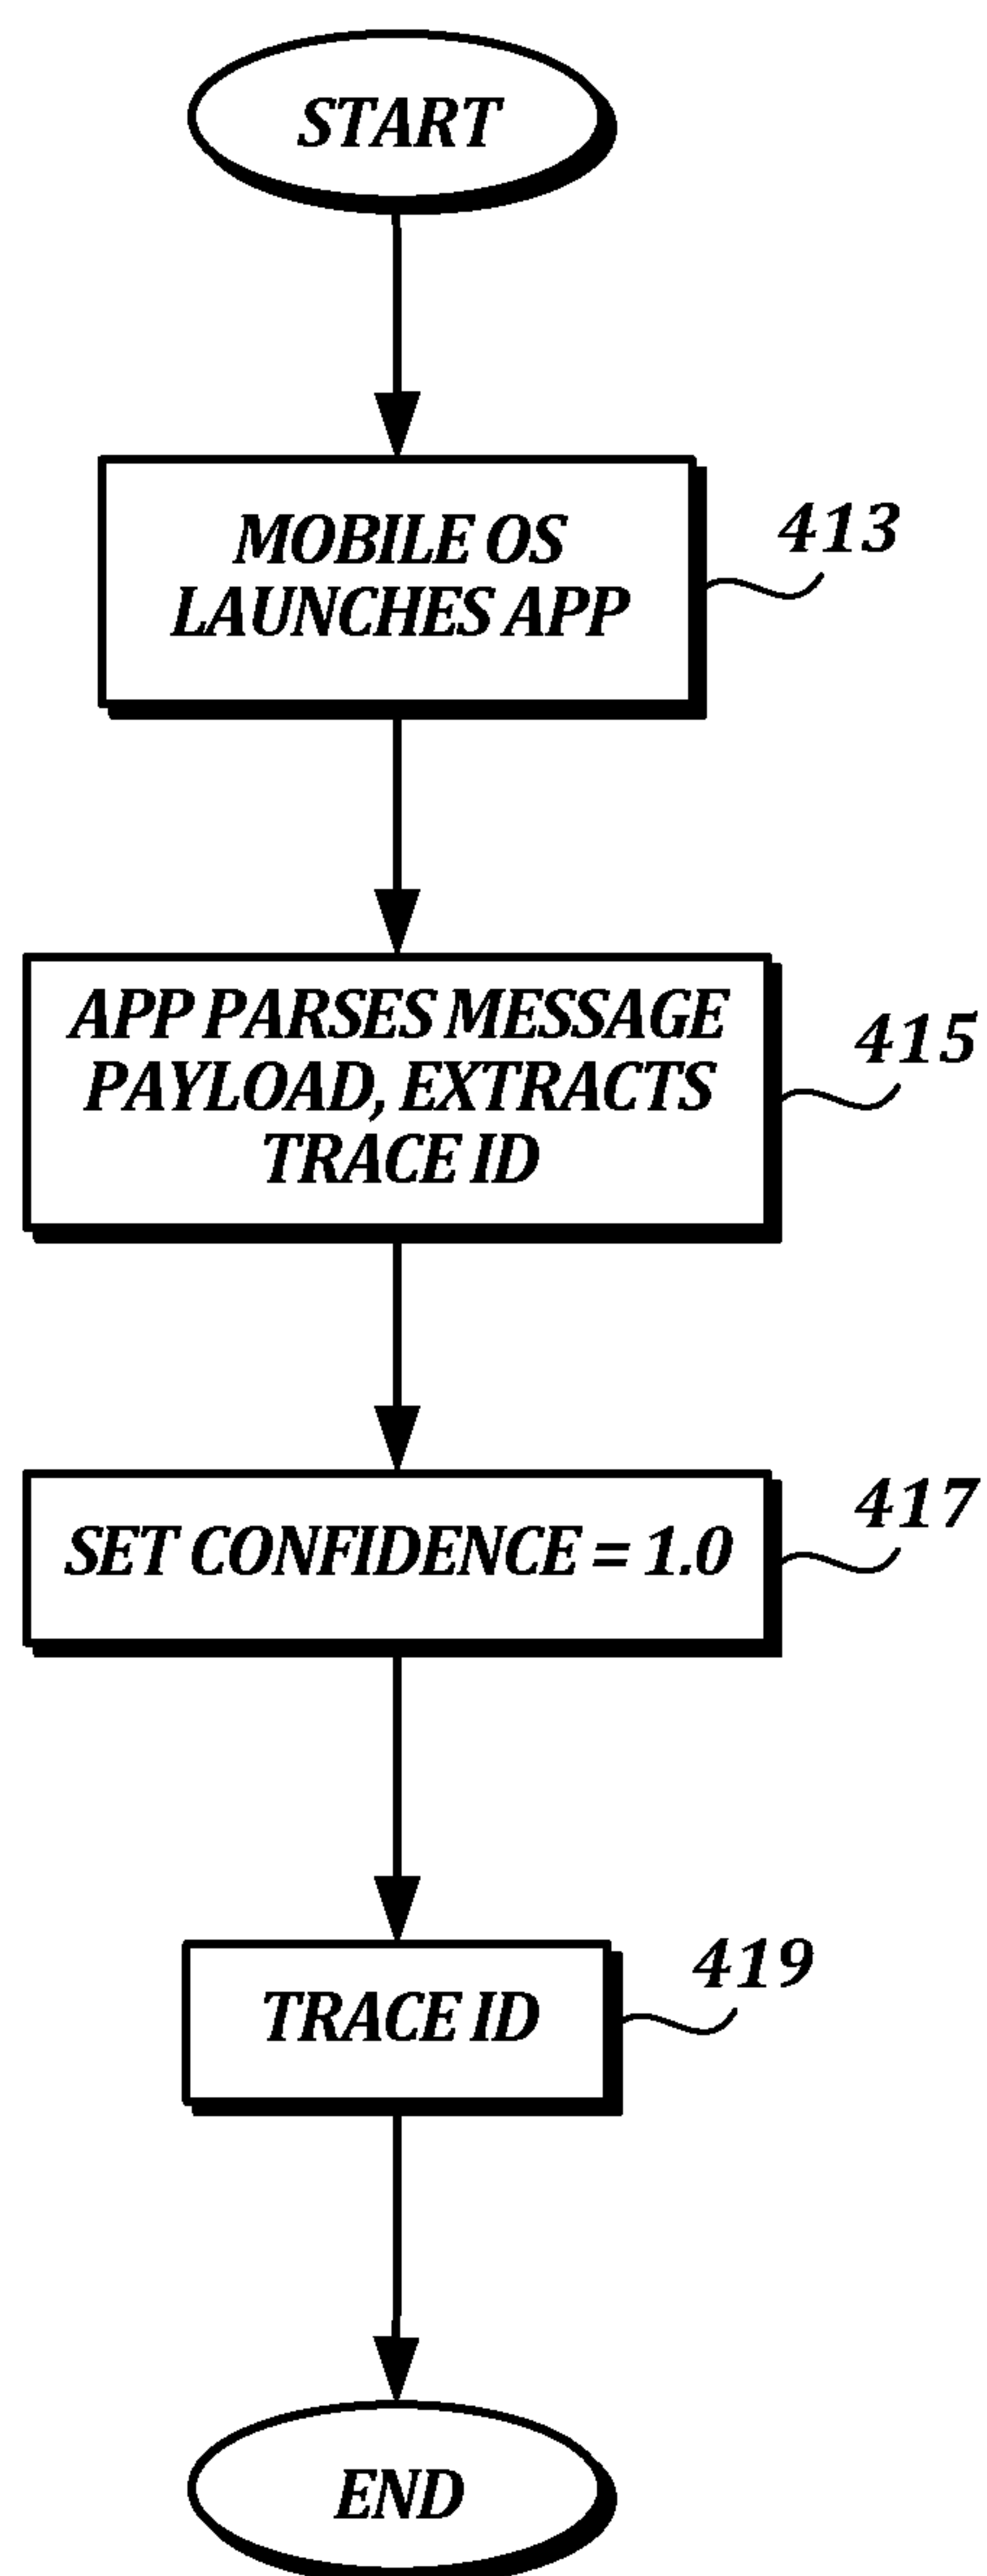 START
MOBILE OS
LAUNCHES APP
413
APP PARSES MESSAGE
PAYLOAD, EXTRACTS
TRACE ID
415
SET CONFIDENCE = 1.0
417
TRACE ID
419
END